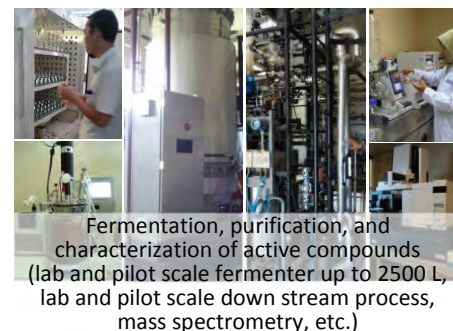 Fermentation, purification, and
characterization of active compounds
(lab and pilot scale fermenter up to 2500 L,
lab and pilot scale down stream process,
mass spectrometry, etc.)